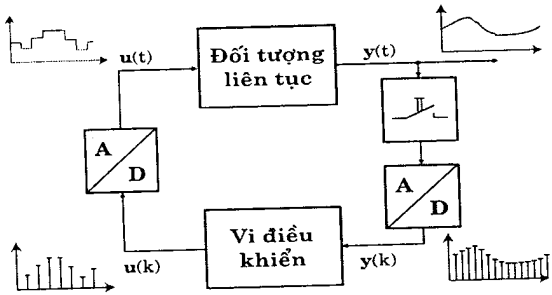 u(t)
Đối tượng
liên tục
y(t)
A
D
A
D
Vi điều
khiển
u(k)
y(k)